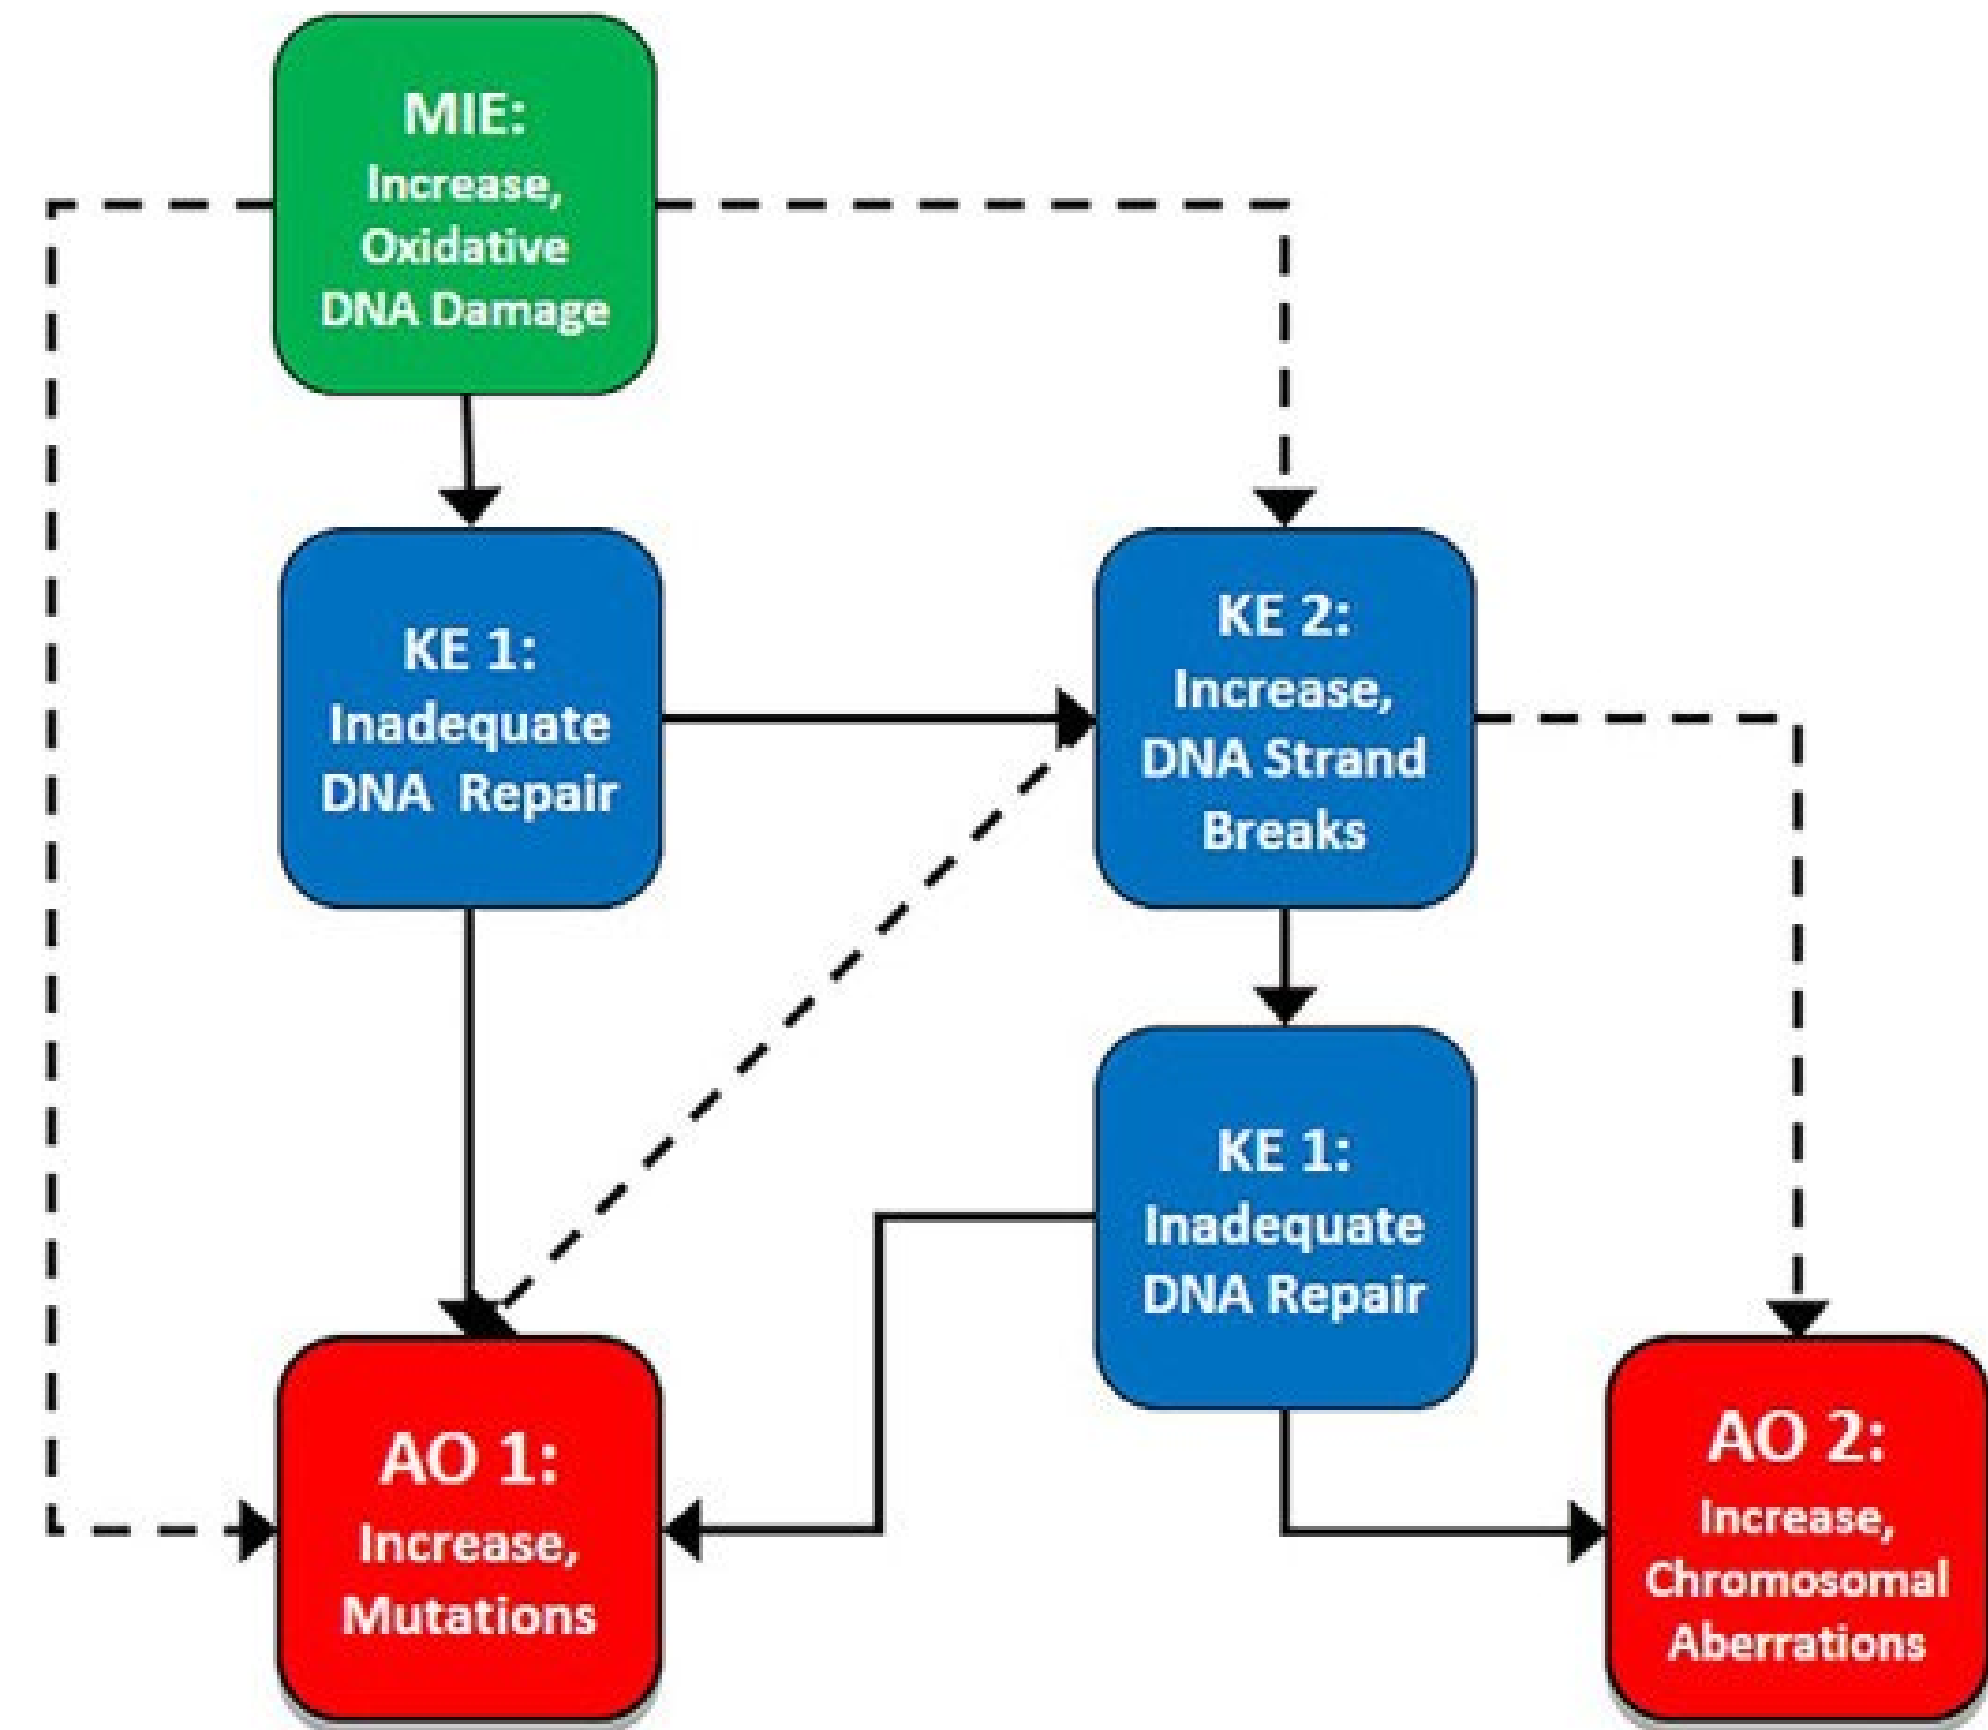 MIE:
Increase,
Oxidative
DNA Damage
KE 1:
Inadequate
DNA Repair
KE 2:
Increase,
DNA Strand
Breaks
KE 1:
Inadequate
DNA Repair
AO 1:
Increase,
Mutations
AO 2:
Increase,
Chromosomal
Aberrations